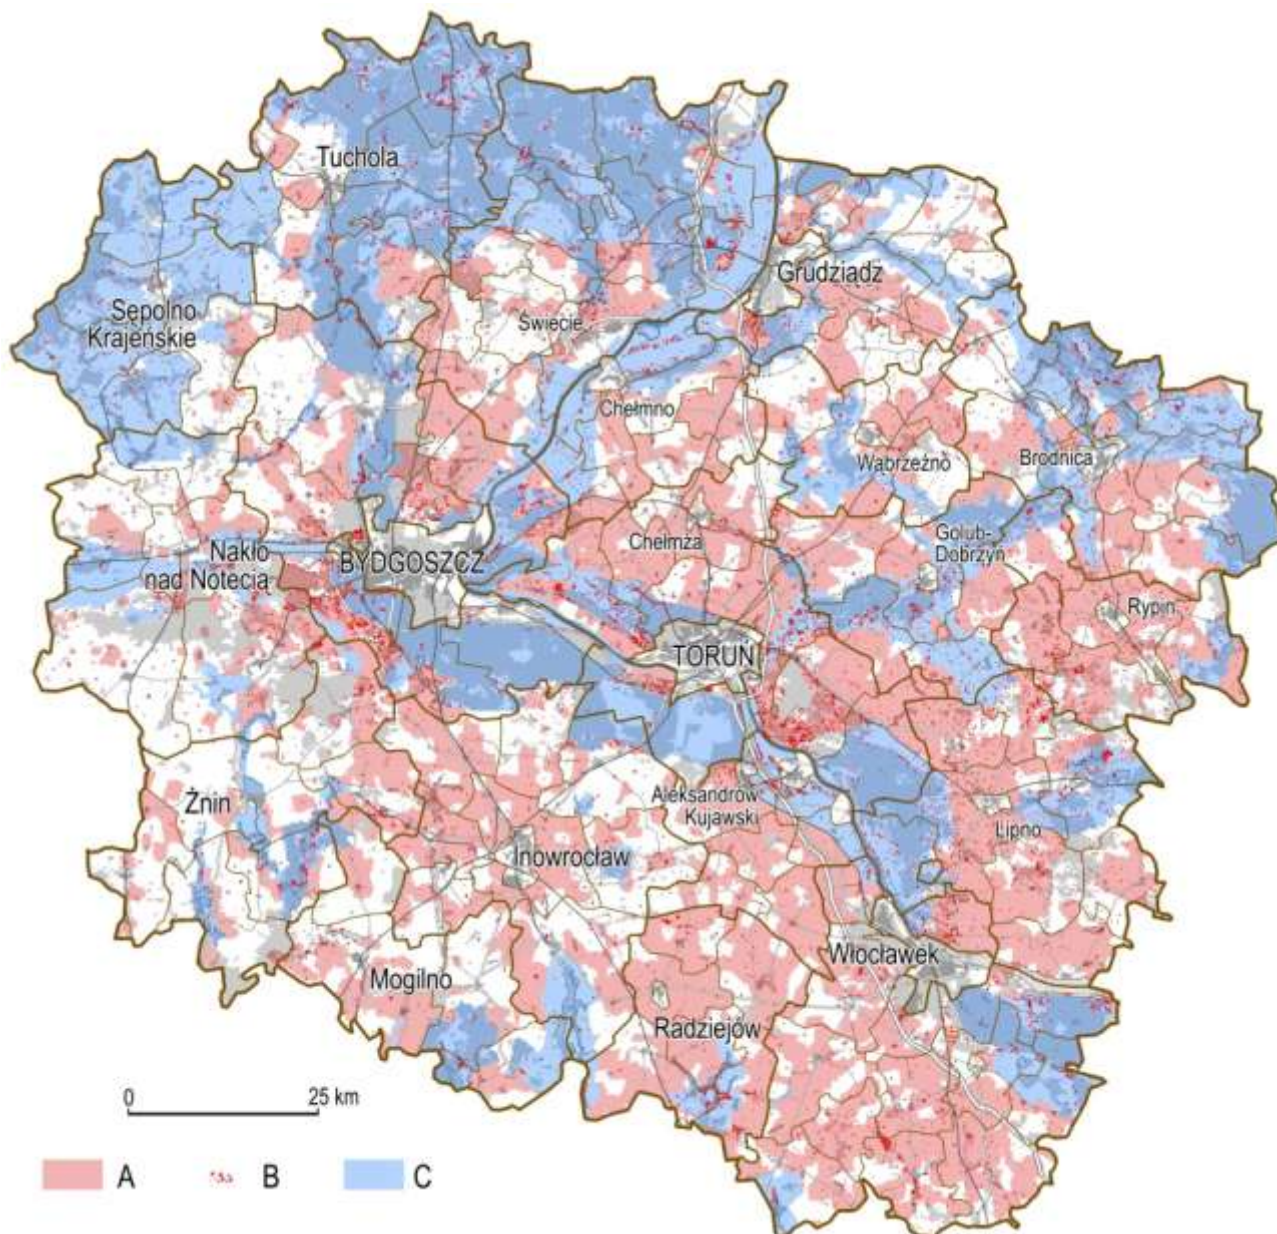 Tuchola
Sępolno
Krajeńskie
Świecie
Grudziądz
Chełmno
Wąbrzeźno
Brodnica
Nakło
nad Notecią
BYDGOSZCZ
Chełmża
Golub-
Dobrzyń
Rypin
TORUŃ
Żnin
Aleksandrów
Kujawski
Lipno
Inowrocław
Włocławek
Mogilno
Radziejów
0 25 km
A B C